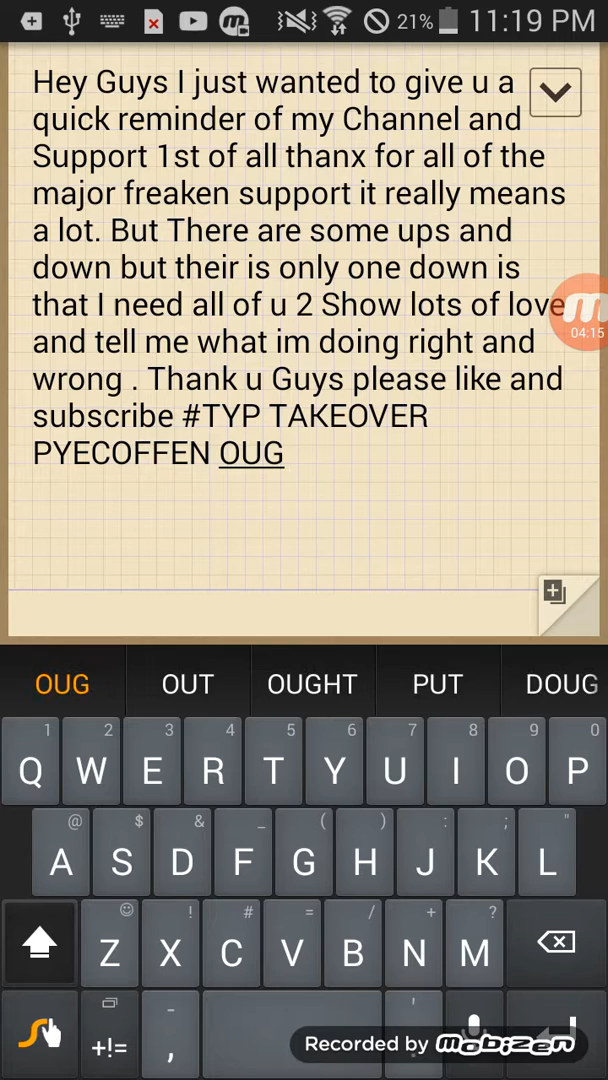 21% 11:19 PM
Hey Guys I just wanted to give u a
quick reminder of my Channel and
Support 1st of all thanx for all of the
major freaken support it really means
a lot. But There are some ups and
down but their is only one down is
that I need all of u 2 Show lots of love
and tell me what im doing right and
wrong . Thank u Guys please like and
subscribe #TYP TAKEOVER
PYECOFFEN OUG
04:15
OUG OUT OUGHT PUT DOUG
1 2 3 4 5 6 7 8 9 0
Q W E R T Y U I O P
@ $ & _ ( ) : ; "
A S D F G H J K L
! # = / + ?
Z X C V B N M
- '
+!= ,
Recorded by mobizen